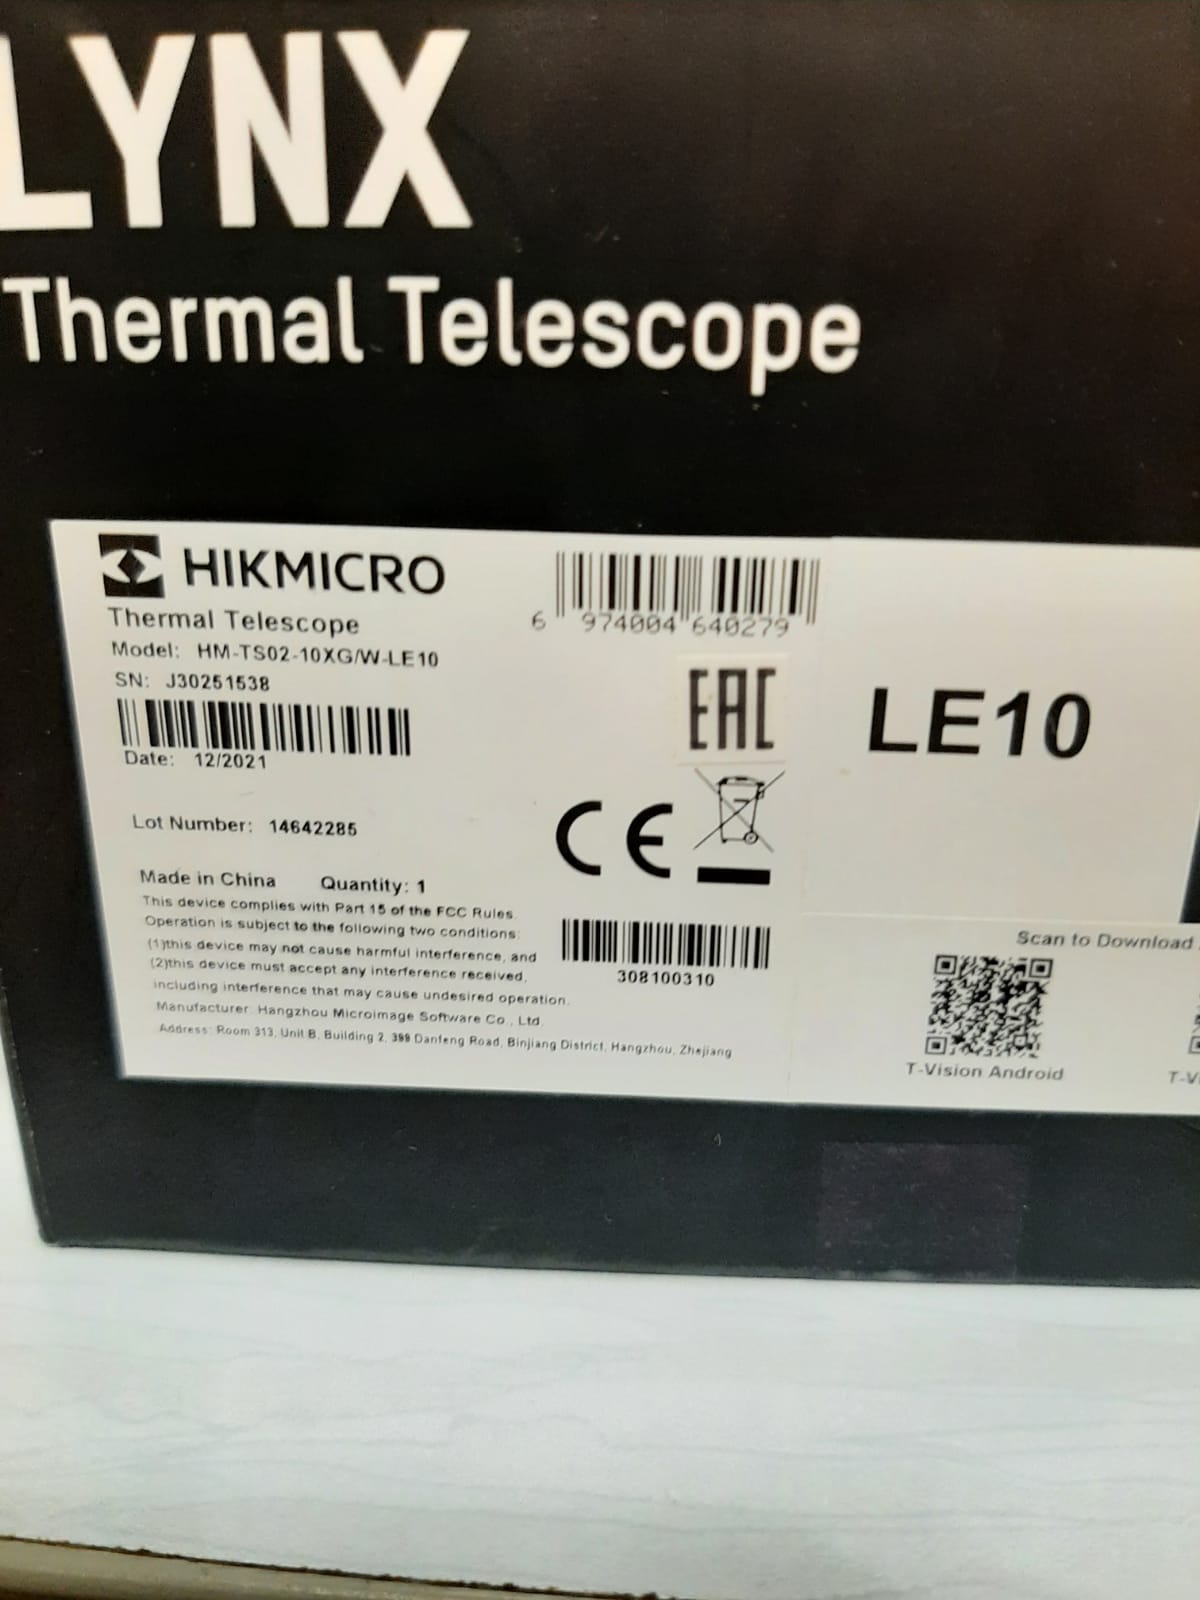 LYNX
Thermal Telescope
HIKMICRO
Thermal Telescope
Model: HM-TS02-10XG/W-LE10
SN: J30251538
Date: 12/2021
Lot Number: 14642285
Made in China Quantity: 1
This device complies with Part 15 of the FCC Rules.
Operation is subject to the following two conditions:
(1)this device may not cause harmful interference, and
(2)this device must accept any interference received,
including interference that may cause undesired operation.
Manufacturer: Hangzhou Microimage Software Co., Ltd.
Address: Room 313, Unit B, Building 2, 399 Danfeng Road, Binjiang District, Hangzhou, Zhejiang
6 974004 640279
EAC
CE
308100310
LE10
Scan to Download
T-Vision Android
T-Vi